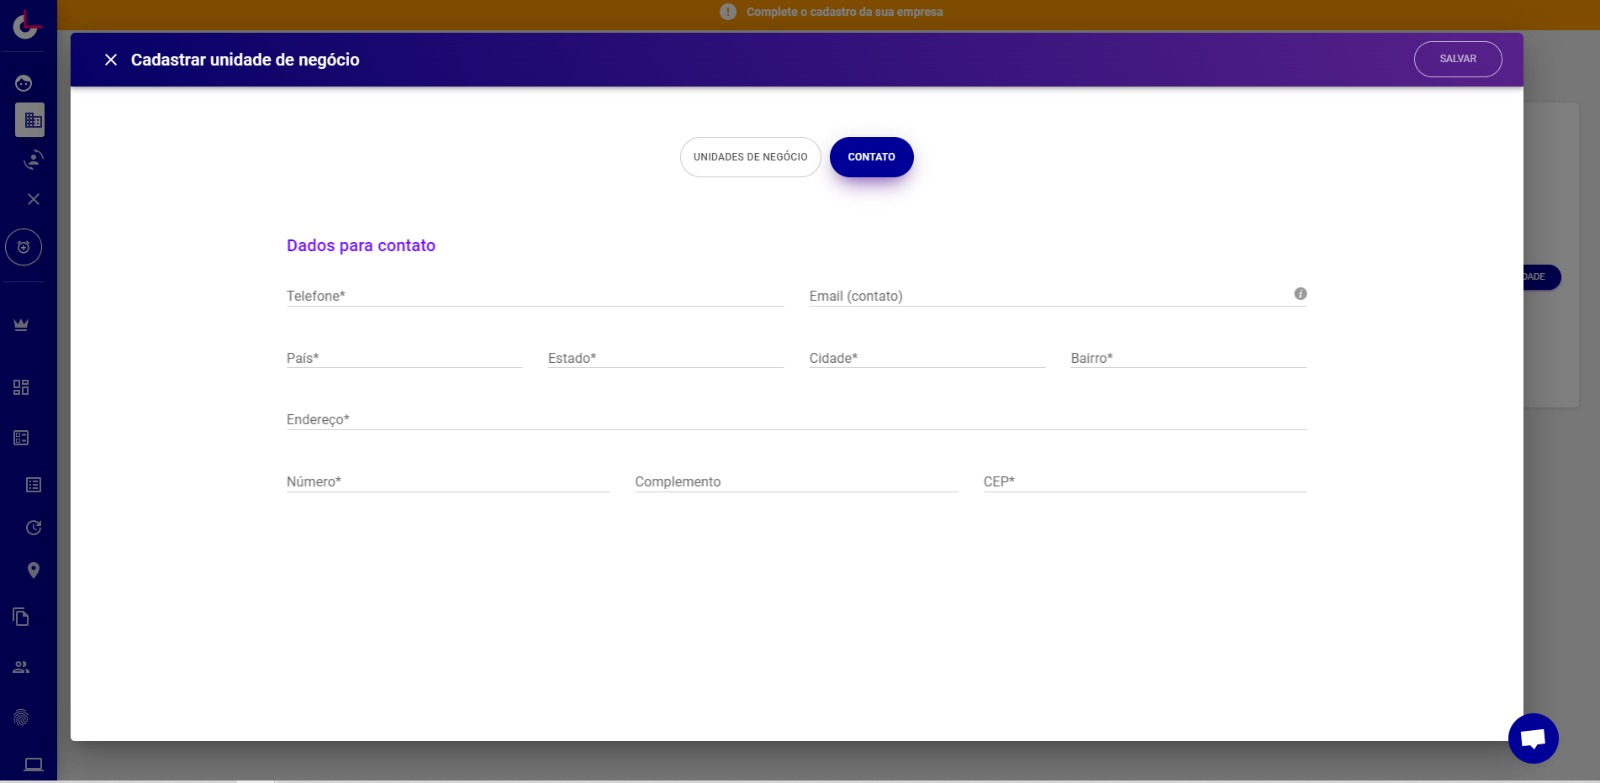 Complete o cadastro da sua empresa
Cadastrar unidade de negócio
SALVAR
UNIDADES DE NEGÓCIO
CONTATO
Dados para contato
Telefone*
Email (contato)
País*
Estado*
Cidade*
Bairro*
DADE
Endereço*
Número*
Complemento
CEP*